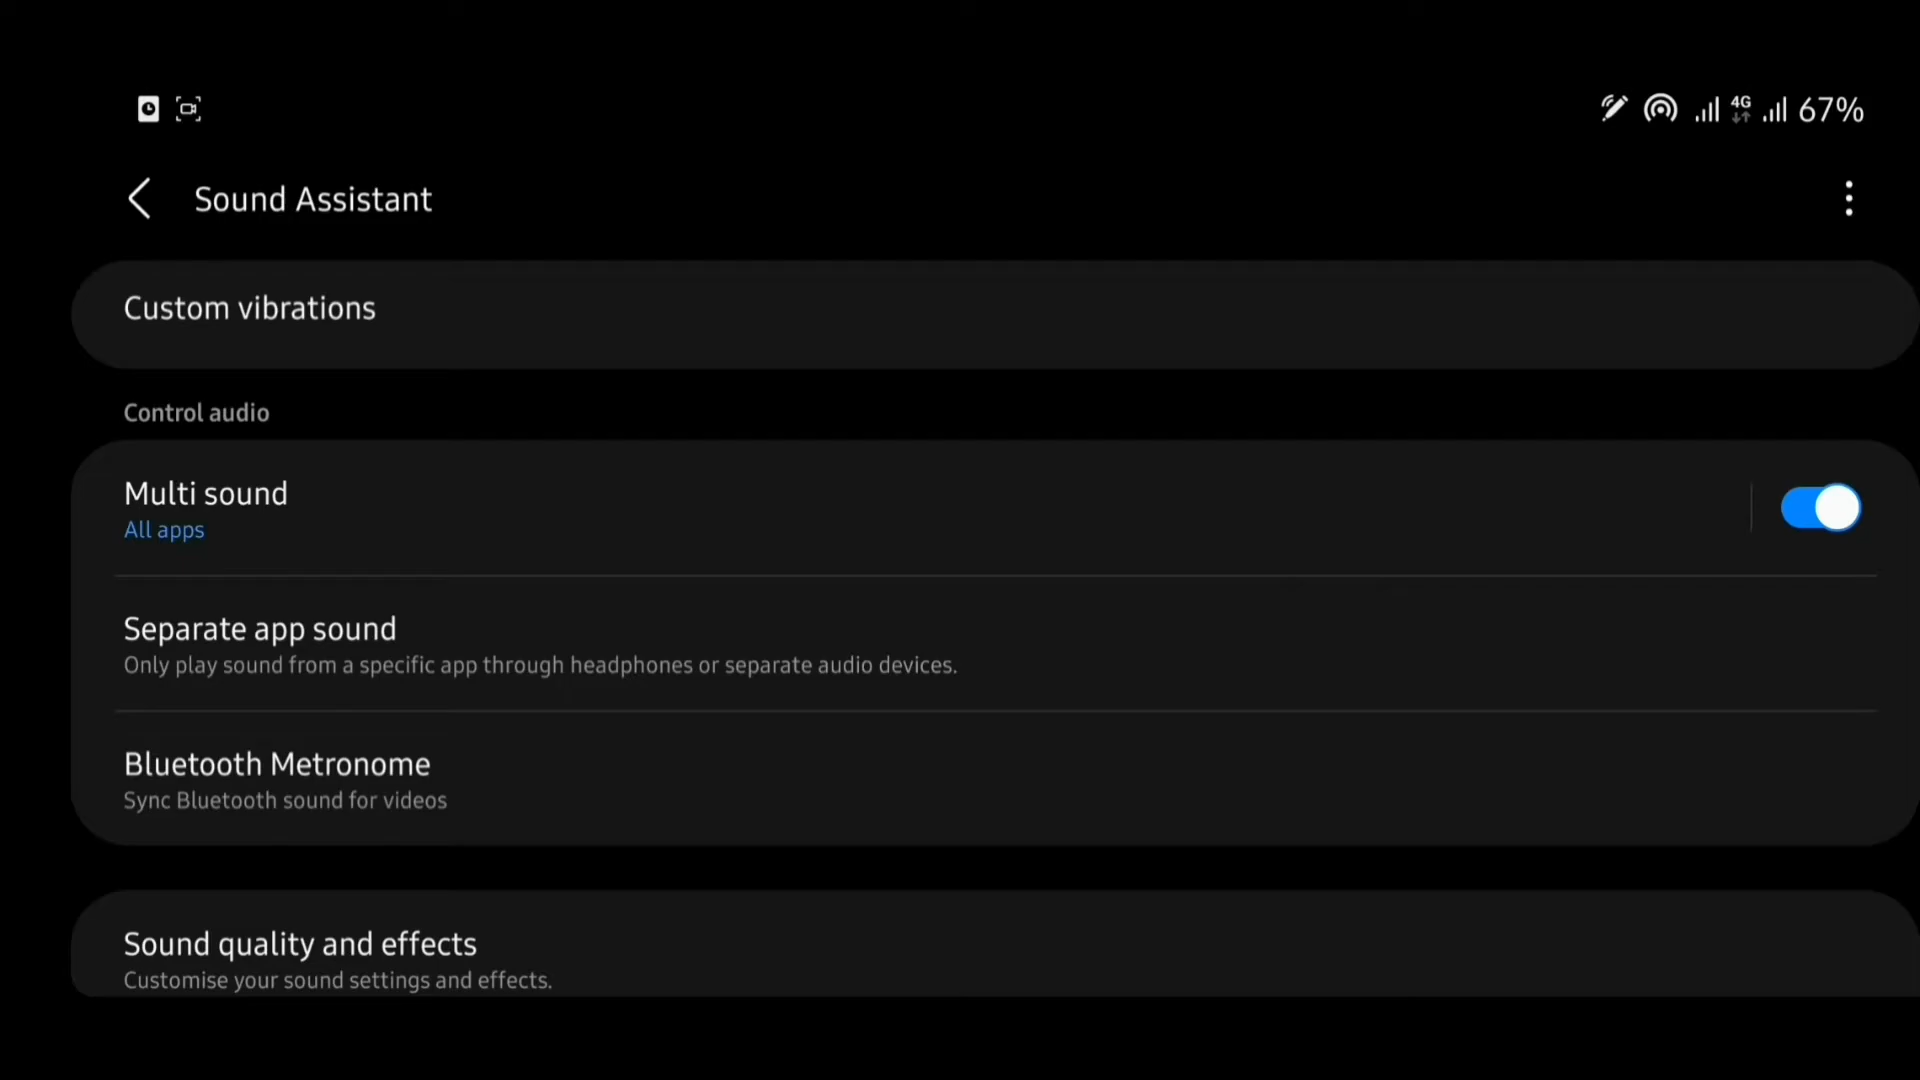 4G 67%
Sound Assistant
Custom vibrations
Control audio
Multi sound
All apps
Separate app sound
Only play sound from a specific app through headphones or separate audio devices.
Bluetooth Metronome
Sync Bluetooth sound for videos
Sound quality and effects
Customise your sound settings and effects.